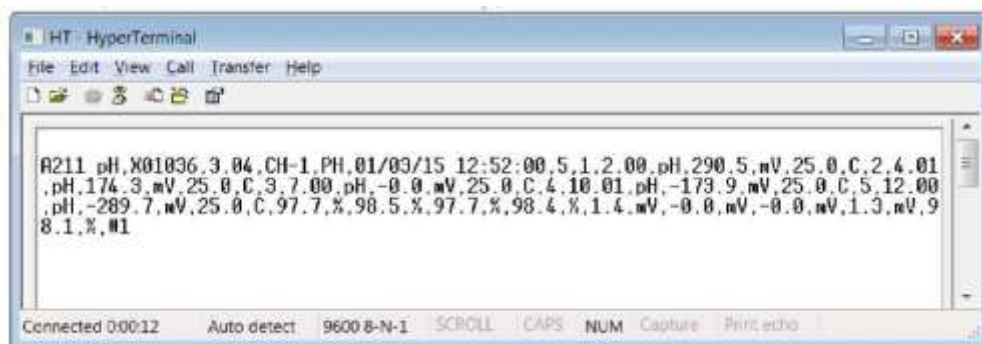 HT - HyperTerminal
File Edit View Call Transfer Help
A211 pH,X01036,3.04,CH-1,PH,01/03/15 12:52:00,5,1,2.00,pH,290.5,mV,25.0,C,2,4.01
,pH,174.3,mV,25.0,C,3,7.00,pH,-0.0,mV,25.0,C,4,10.01,pH,-173.9,mV,25.0,C,5,12.00
,pH,-289.7,mV,25.0,C,97.7,%,98.5,%,97.7,%,98.4,%,1.4,mV,-0.0,mV,-0.0,mV,1.3,mV,9
8.1,%,#1
Connected 0:00:12 Auto detect 9600 8-N-1 SCROLL CAPS NUM Capture Print echo